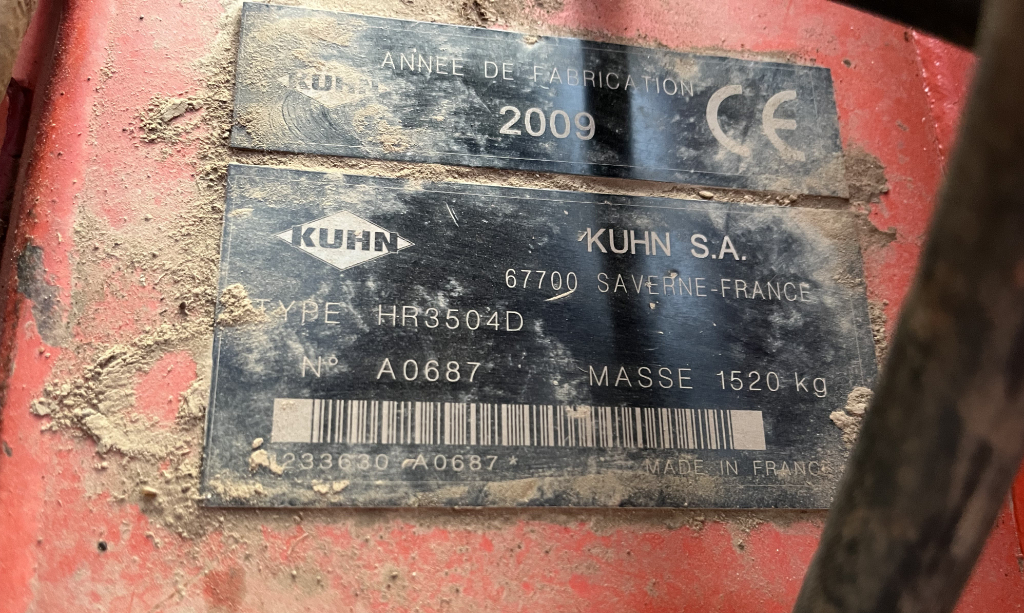 KUHN ANNEE DE FABRICATION
2009 CE
KUHN KUHN S.A.
67700 SAVERNE-FRANCE
TYPE HR3504D
N° A0687 MASSE 1520 kg
A0687* MADE IN FRANCE